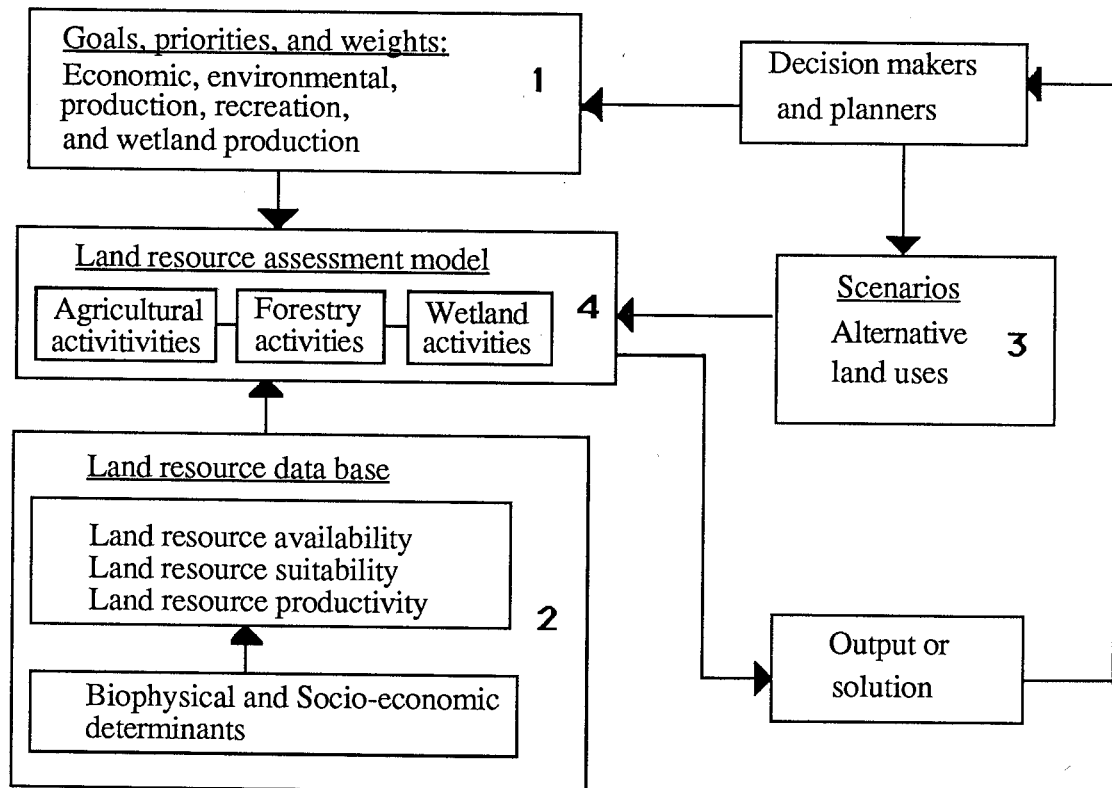 Goals, priorities, and weights:
Economic, environmental,
production, recreation,
and wetland production
1
Decision makers
and planners
Land resource assessment model
Agricultural
activitivities
Forestry
activities
Wetland
activities
4
Scenarios
Alternative
land uses
3
Land resource data base
Land resource availability
Land resource suitability
Land resource productivity
2
Biophysical and Socio-economic
determinants
Output or
solution